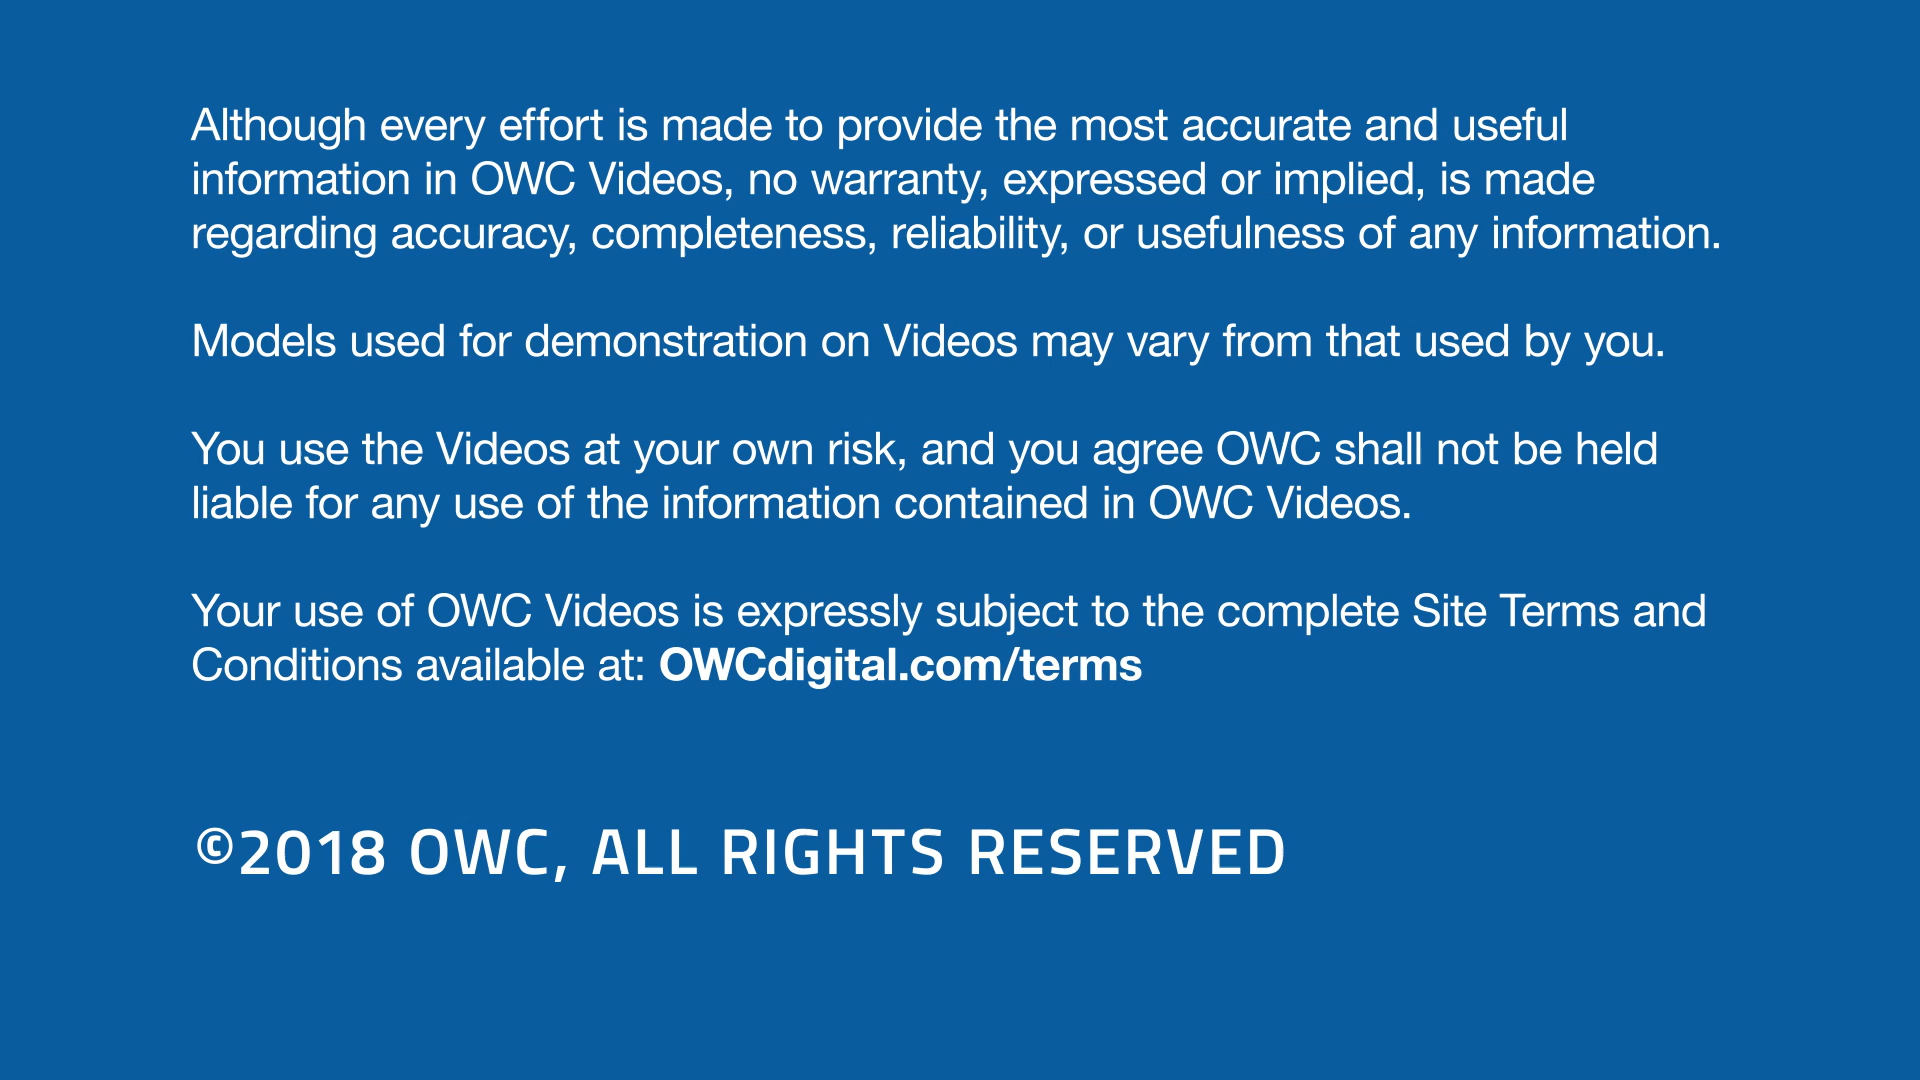 Although every effort is made to provide the most accurate and useful
information in OWC Videos, no warranty, expressed or implied, is made
regarding accuracy, completeness, reliability, or usefulness of any information.
Models used for demonstration on Videos may vary from that used by you.
You use the Videos at your own risk, and you agree OWC shall not be held
liable for any use of the information contained in OWC Videos.
Your use of OWC Videos is expressly subject to the complete Site Terms and
Conditions available at: OWCdigital.com/terms
©2018 OWC, ALL RIGHTS RESERVED